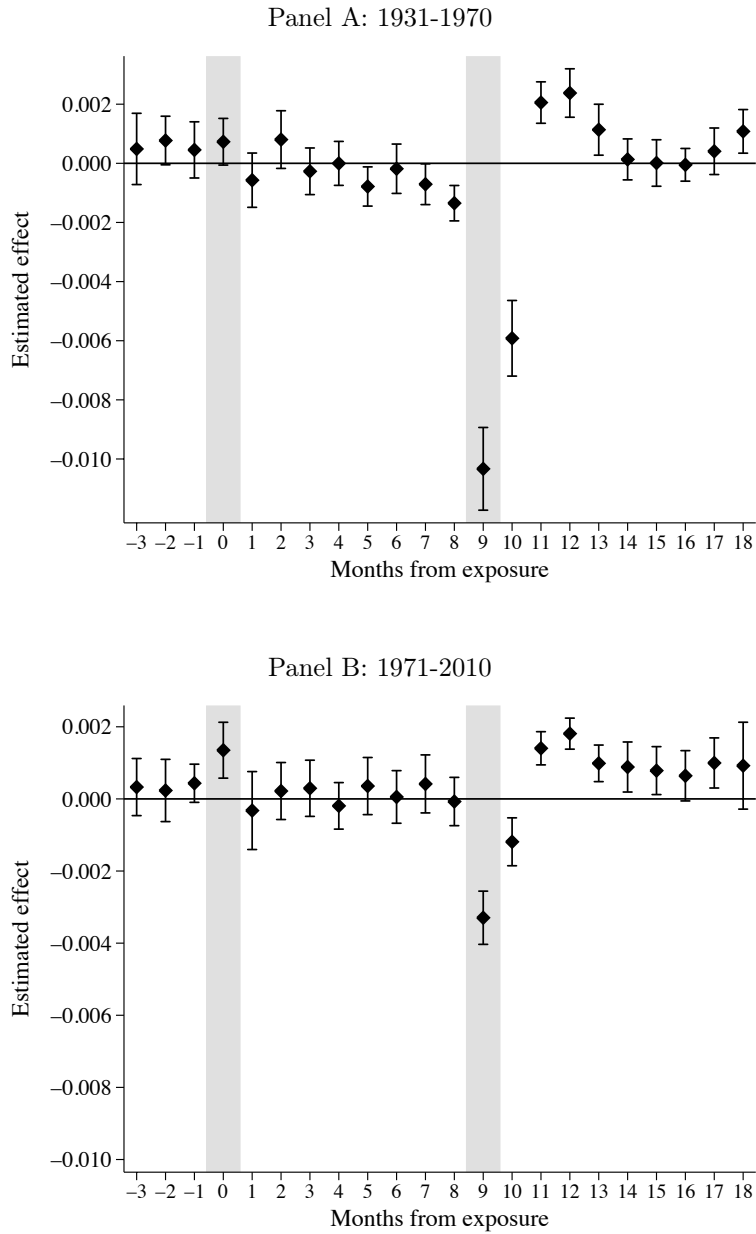 Panel A: 1931-1970
0.002
0.000
−0.002
−0.004
−0.006
−0.008
−0.010
Estimated effect
−3 −2 −1 0 1 2 3 4 5 6 7 8 9 10 11 12 13 14 15 16 17 18
Months from exposure
Panel B: 1971-2010
0.002
0.000
−0.002
−0.004
−0.006
−0.008
−0.010
Estimated effect
−3 −2 −1 0 1 2 3 4 5 6 7 8 9 10 11 12 13 14 15 16 17 18
Months from exposure